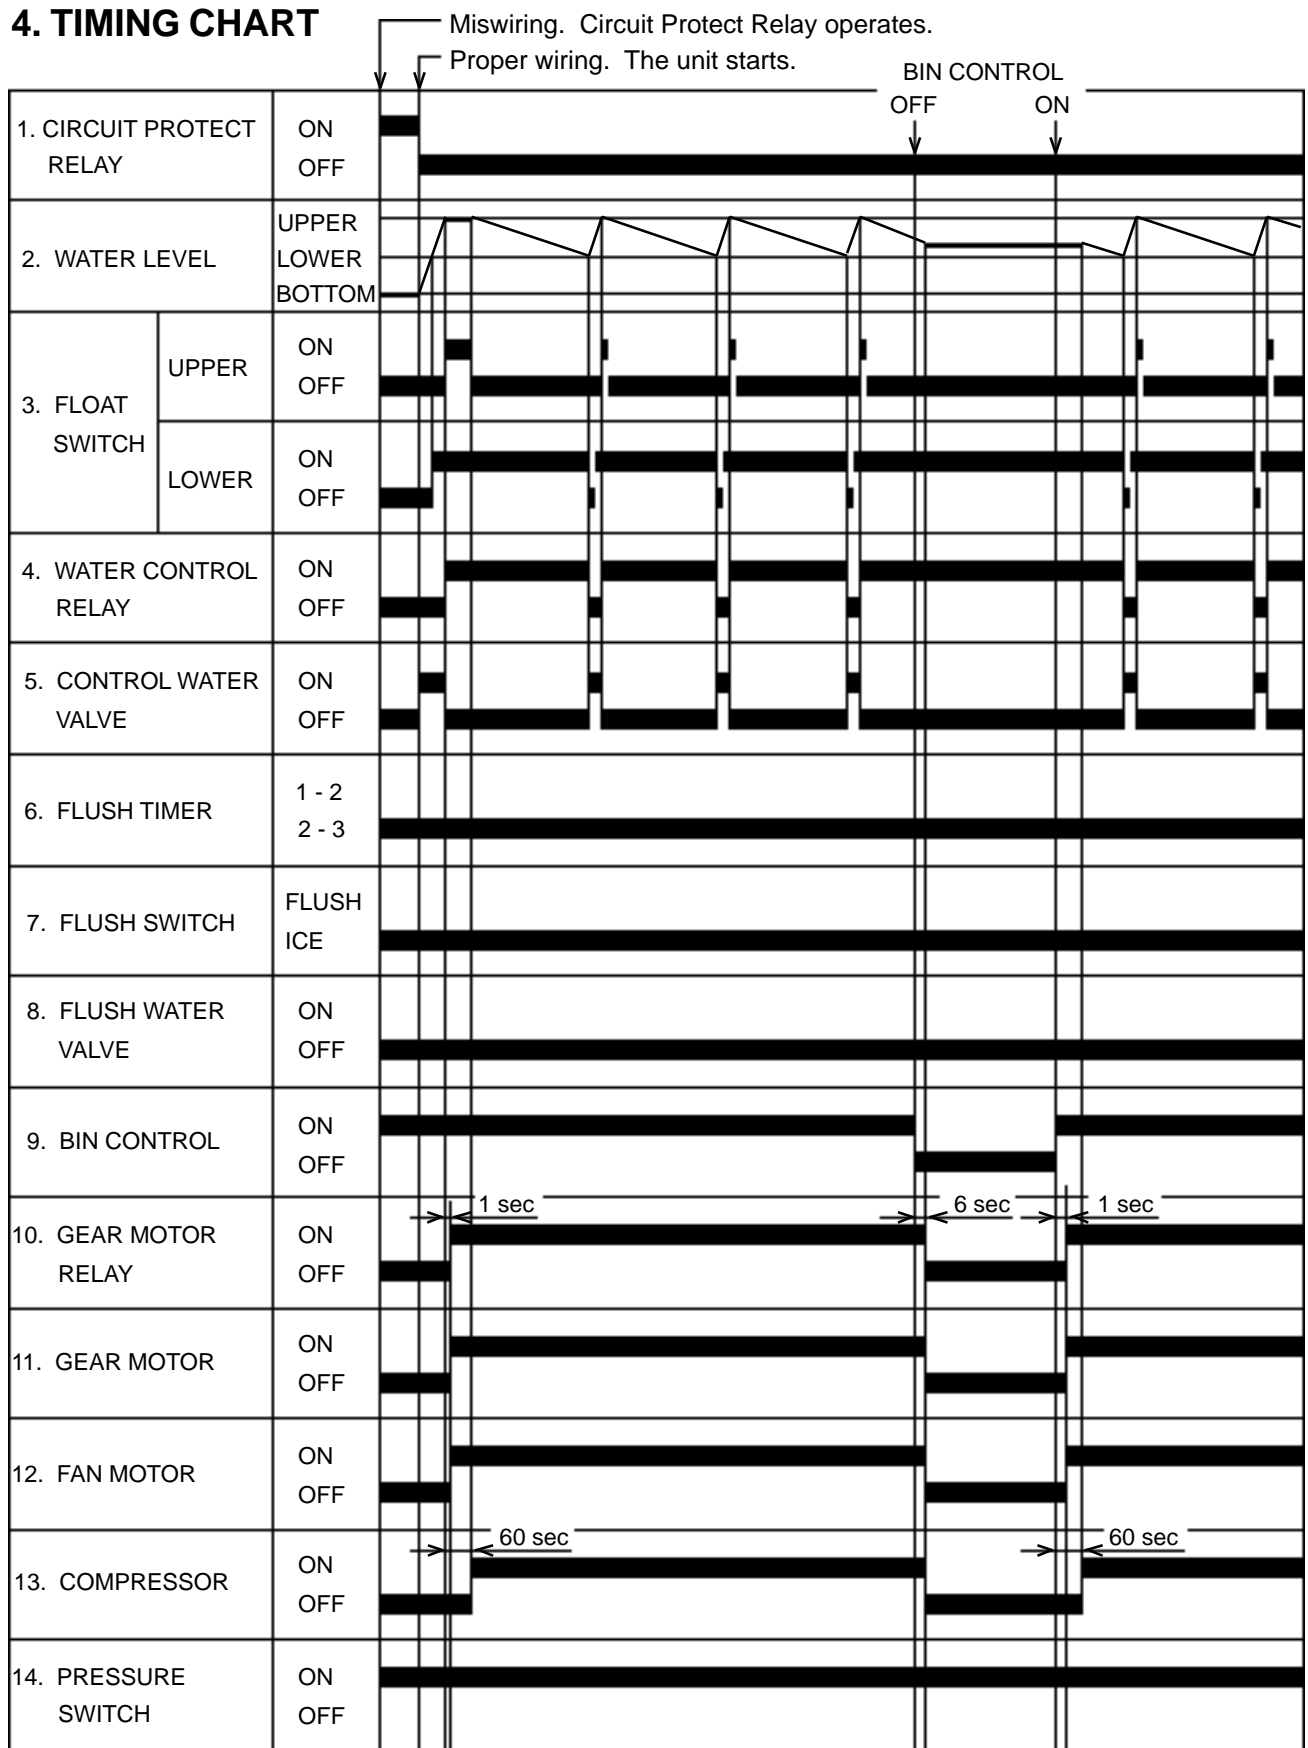 4. TIMING CHART
Miswiring.  Circuit Protect Relay operates.
Proper wiring.  The unit starts.
BIN CONTROL
OFF ON
1. CIRCUIT PROTECT
RELAY
ON
OFF
2. WATER LEVEL
UPPER
LOWER
BOTTOM
3. FLOAT
SWITCH
UPPER
ON
OFF
LOWER
ON
OFF
4. WATER CONTROL
RELAY
ON
OFF
5. CONTROL WATER
VALVE
ON
OFF
6. FLUSH TIMER
1 - 2
2 - 3
7. FLUSH SWITCH
FLUSH
ICE
8. FLUSH WATER
VALVE
ON
OFF
9. BIN CONTROL
ON
OFF
1 sec 6 sec 1 sec
10. GEAR MOTOR
RELAY
ON
OFF
11. GEAR MOTOR
ON
OFF
12. FAN MOTOR
ON
OFF
60 sec 60 sec
13. COMPRESSOR
ON
OFF
14. PRESSURE
SWITCH
ON
OFF